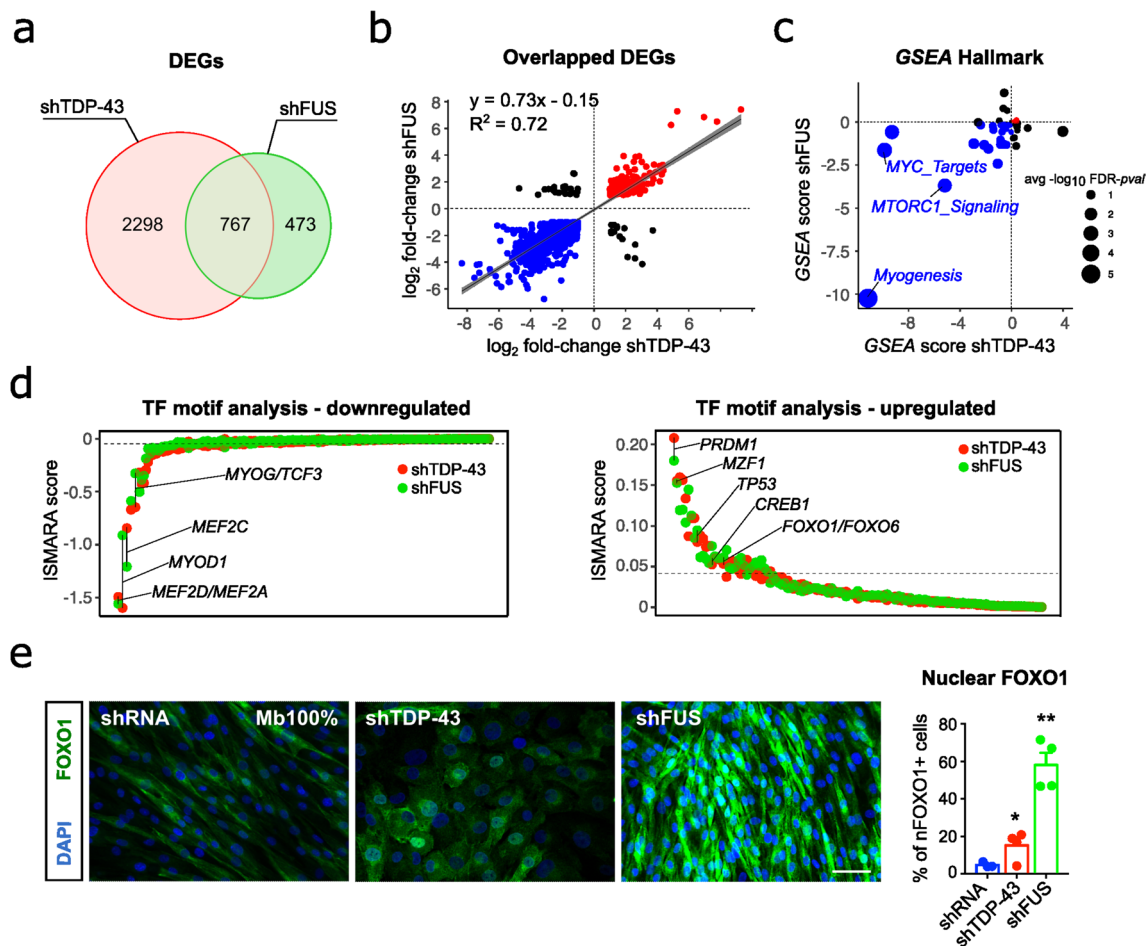 a
DEGs
shTDP-43
shFUS
2298
767
473
b
Overlapped DEGs
y = 0.73x - 0.15
R² = 0.72
log₂ fold-change shFUS
8
6
4
2
0
-2
-4
-6
-8
-6
-4
-2
0
2
4
6
8
log₂ fold-change shTDP-43
c
GSEA Hallmark
GSEA score shFUS
0
-2.5
-5
-7.5
-10
MYC_Targets
MTORC1_Signaling
Myogenesis
-8
-4
0
4
GSEA score shTDP-43
avg -log₁₀ FDR-pval
1
2
3
4
5
d
TF motif analysis - downregulated
ISMARA score
0
-0.5
-1.0
-1.5
shTDP-43
shFUS
MYOG/TCF3
MEF2C
MYOD1
MEF2D/MEF2A
TF motif analysis - upregulated
ISMARA score
0.20
0.15
0.10
0.05
0
shTDP-43
shFUS
PRDM1
MZF1
TP53
CREB1
FOXO1/FOXO6
e
DAPI FOXO1
shRNA Mb100%
shTDP-43
shFUS
Nuclear FOXO1
% of nFOXO1+ cells
80
60
40
20
0
*
**
shRNA
shTDP-43
shFUS